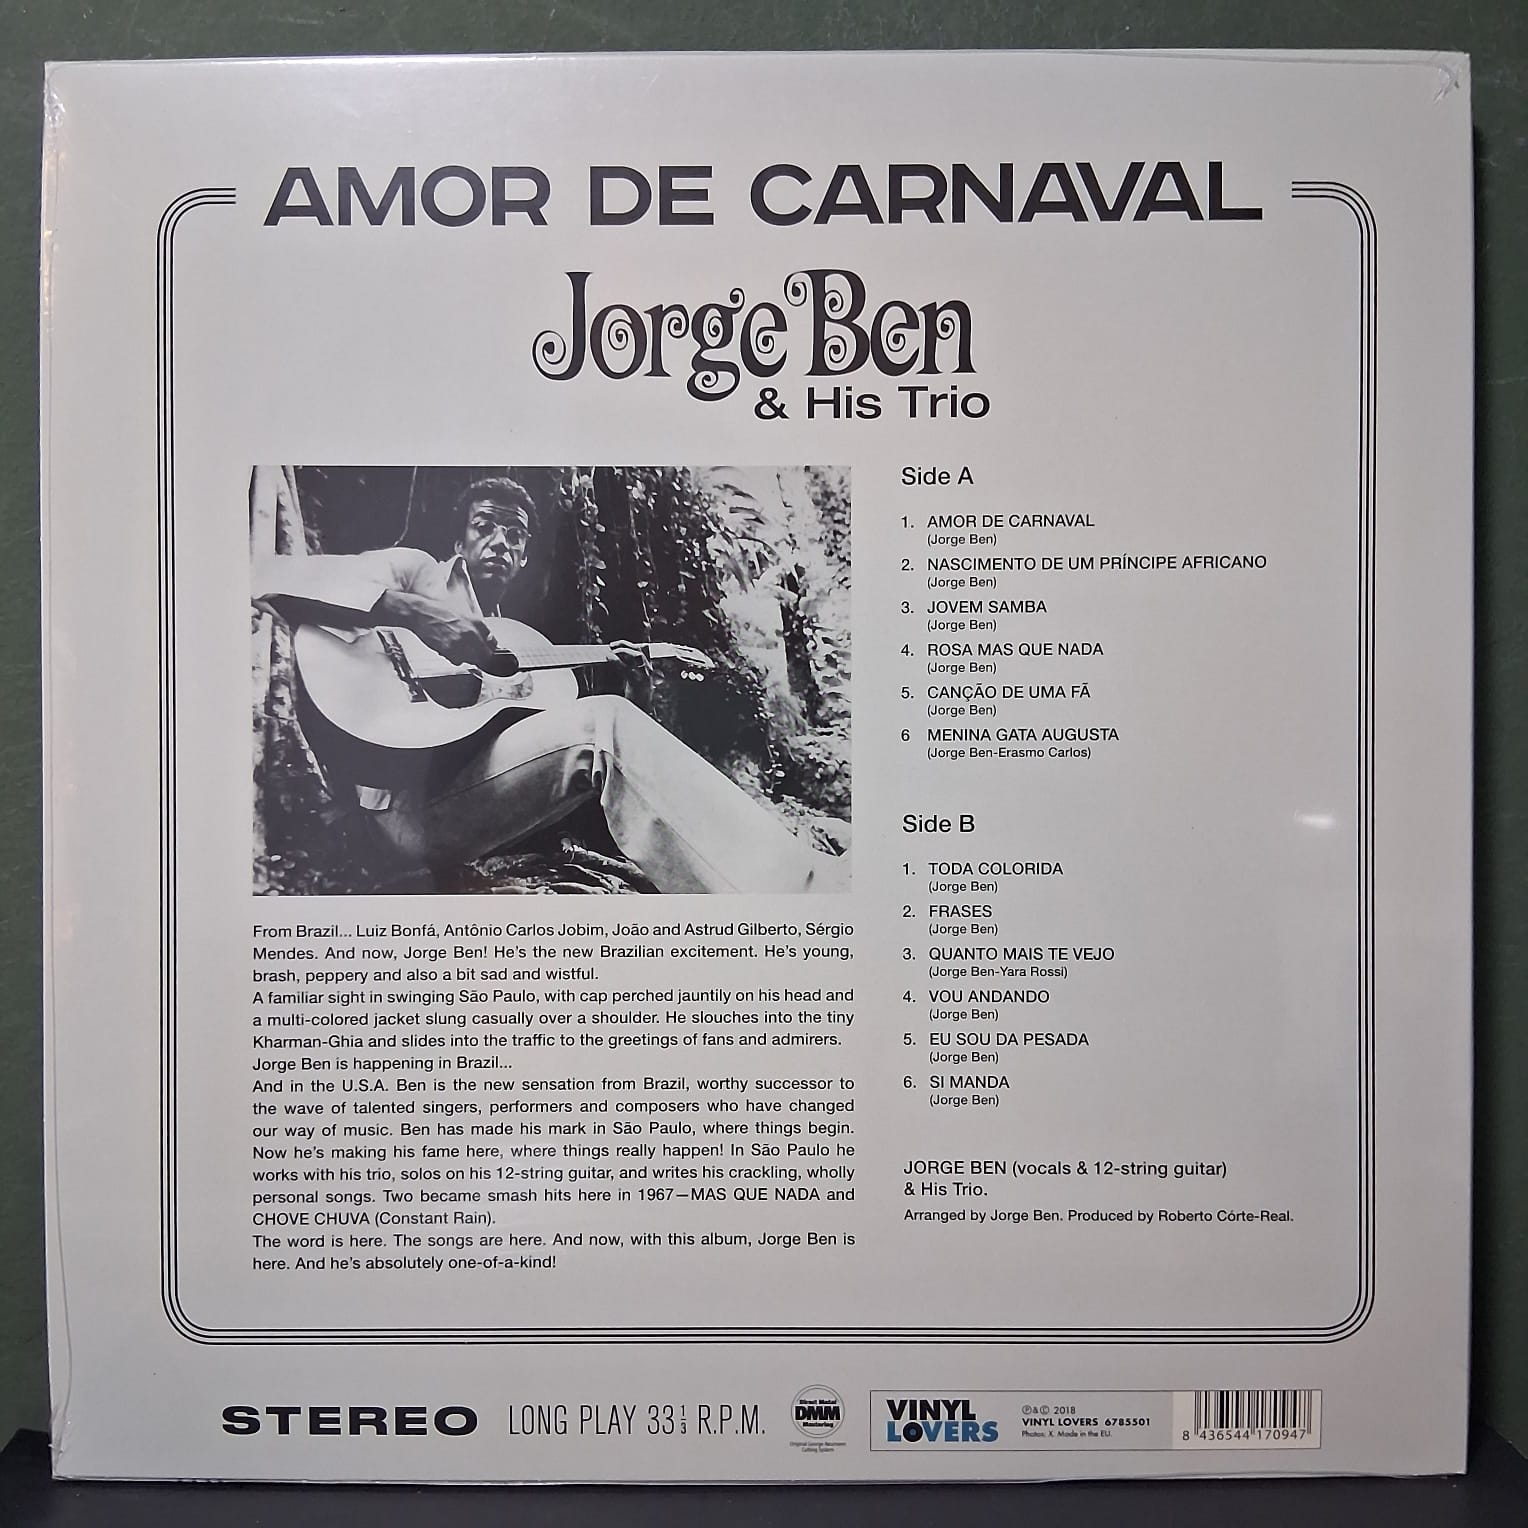 AMOR DE CARNAVAL
Jorge Ben
& His Trio
Side A
1. AMOR DE CARNAVAL
(Jorge Ben)
2. NASCIMENTO DE UM PRÍNCIPE AFRICANO
(Jorge Ben)
3. JOVEM SAMBA
(Jorge Ben)
4. ROSA MAS QUE NADA
(Jorge Ben)
5. CANÇÃO DE UMA FÃ
(Jorge Ben)
6 MENINA GATA AUGUSTA
(Jorge Ben-Erasmo Carlos)
Side B
1. TODA COLORIDA
(Jorge Ben)
2. FRASES
(Jorge Ben)
3. QUANTO MAIS TE VEJO
(Jorge Ben-Yara Rossi)
4. VOU ANDANDO
(Jorge Ben)
5. EU SOU DA PESADA
(Jorge Ben)
6. SI MANDA
(Jorge Ben)
JORGE BEN (vocals & 12-string guitar)
& His Trio.
Arranged by Jorge Ben. Produced by Roberto Córte-Real.
From Brazil... Luiz Bonfá, Antônio Carlos Jobim, João and Astrud Gilberto, Sérgio
Mendes. And now, Jorge Ben! He's the new Brazilian excitement. He's young,
brash, peppery and also a bit sad and wistful.
A familiar sight in swinging São Paulo, with cap perched jauntily on his head and
a multi-colored jacket slung casually over a shoulder. He slouches into the tiny
Kharman-Ghia and slides into the traffic to the greetings of fans and admirers.
Jorge Ben is happening in Brazil...
And in the U.S.A. Ben is the new sensation from Brazil, worthy successor to
the wave of talented singers, performers and composers who have changed
our way of music. Ben has made his mark in São Paulo, where things begin.
Now he's making his fame here, where things really happen! In São Paulo he
works with his trio, solos on his 12-string guitar, and writes his crackling, wholly
personal songs. Two became smash hits here in 1967—MAS QUE NADA and
CHOVE CHUVA (Constant Rain).
The word is here. The songs are here. And now, with this album, Jorge Ben is
here. And he's absolutely one-of-a-kind!
STEREO
LONG PLAY 33 1/3 R.P.M.
Direct Metal
DMM
Mastering
Original George Neumann
Cutting System
VINYL
LOVERS
℗&© 2018
VINYL LOVERS 6785501
Photos: X. Made in the EU.
8 436544 170947